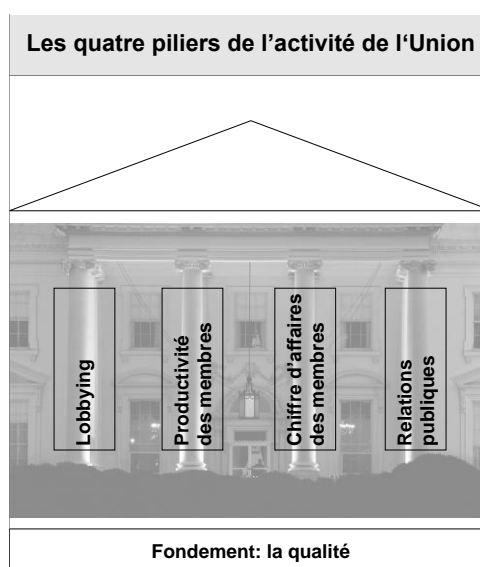 Les quatre piliers de l’activité de l‘Union
Lobbying
Productivité
des membres
Chiffre d’affaires
des membres
Relations
publiques
Fondement: la qualité